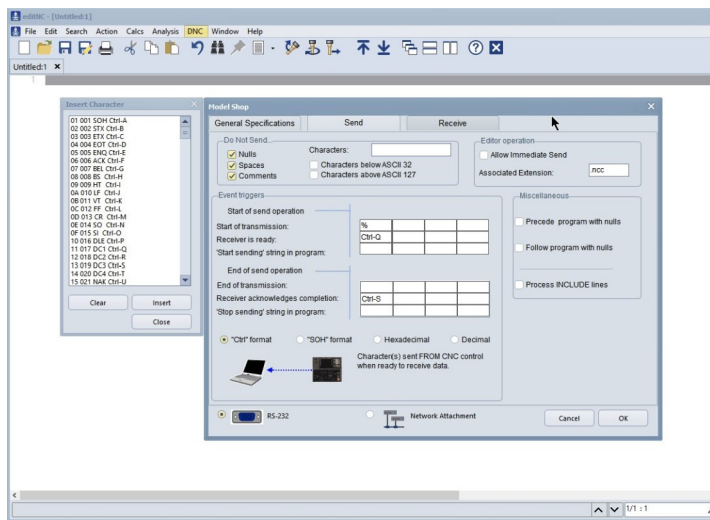 editNC - [Untitled:1]
File Edit Search Action Calcs Analysis DNC Window Help
Untitled:1
1
Insert Character
01 001 SOH Ctrl-A
02 002 STX Ctrl-B
03 003 ETX Ctrl-C
04 004 EOT Ctrl-D
05 005 ENQ Ctrl-E
06 006 ACK Ctrl-F
07 007 BEL Ctrl-G
08 008 BS Ctrl-H
09 009 HT Ctrl-I
0A 010 LF Ctrl-J
0B 011 VT Ctrl-K
0C 012 FF Ctrl-L
0D 013 CR Ctrl-M
0E 014 SO Ctrl-N
0F 015 SI Ctrl-O
10 016 DLE Ctrl-P
11 017 DC1 Ctrl-Q
12 018 DC2 Ctrl-R
13 019 DC3 Ctrl-S
14 020 DC4 Ctrl-T
15 021 NAK Ctrl-U
Clear Insert
Close
Model Shop
General Specifications Send Receive
Do Not Send...
Nulls
Spaces
Comments
Characters:
Characters below ASCII 32
Characters above ASCII 127
Editor operation
Allow Immediate Send
Associated Extension: .ncc
Event triggers
Start of send operation
Start of transmission: %
Receiver is ready: Ctrl-Q
'Start sending' string in program:
End of send operation
End of transmission:
Receiver acknowledges completion: Ctrl-S
'Stop sending' string in program:
"Ctrl" format "SOH" format Hexadecimal Decimal
Character(s) sent FROM CNC control
when ready to receive data.
Miscellaneous
Precede program with nulls
Follow program with nulls
Process INCLUDE lines
RS-232 Network Attachment Cancel OK
1/1 : 1